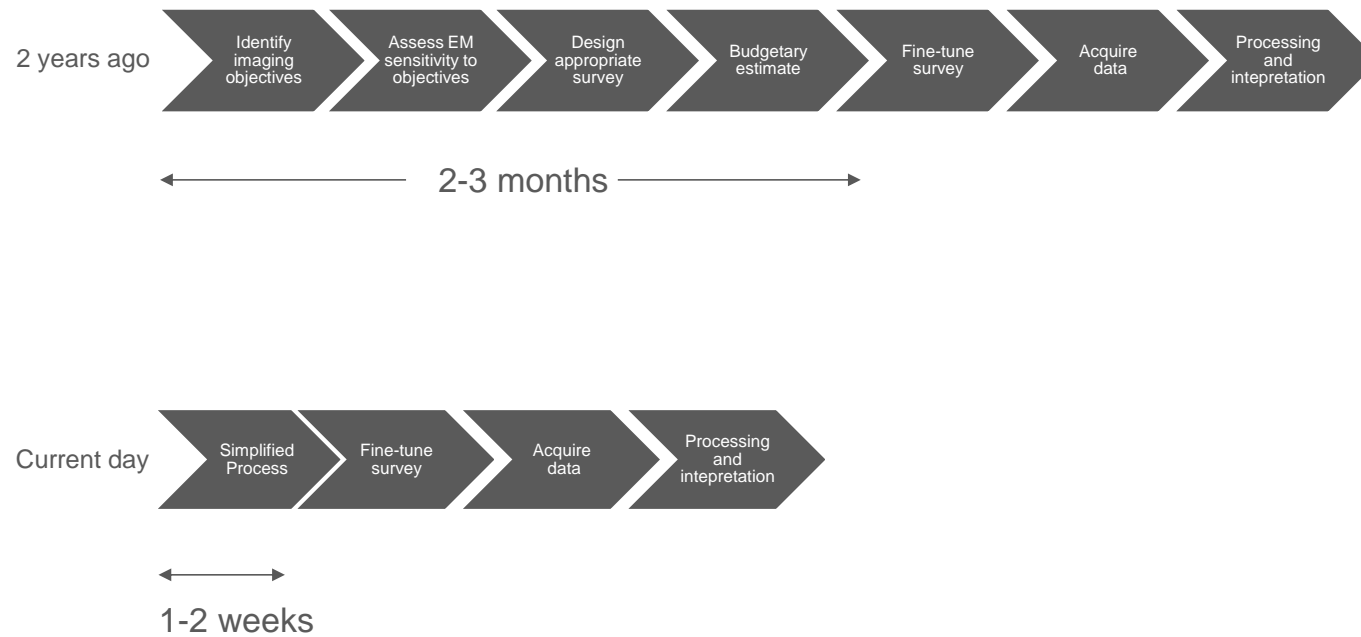 2 years ago
Identify
imaging
objectives
Assess EM
sensitivity to
objectives
Design
appropriate
survey
Budgetary
estimate
Fine-tune
survey
Acquire
data
Processing
and
intepretation
2-3 months
Current day
Simplified
Process
Fine-tune
survey
Acquire
data
Processing
and
intepretation
1-2 weeks